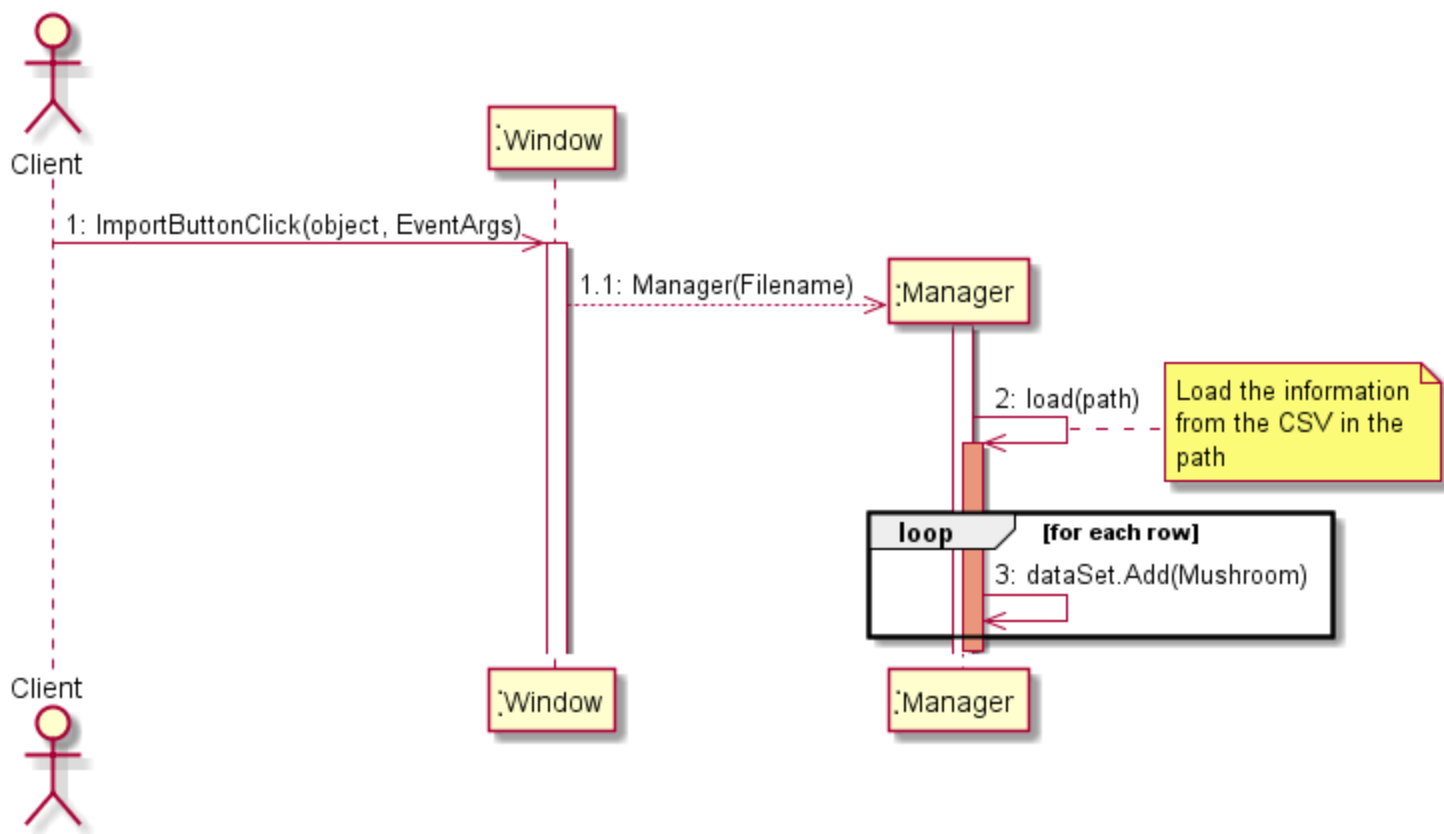 Client
:Window
1: ImportButtonClick(object, EventArgs)
1.1: Manager(Filename)
:Manager
2: load(path)
Load the information
from the CSV in the
path
loop
[for each row]
3: dataSet.Add(Mushroom)
Client
:Window
:Manager